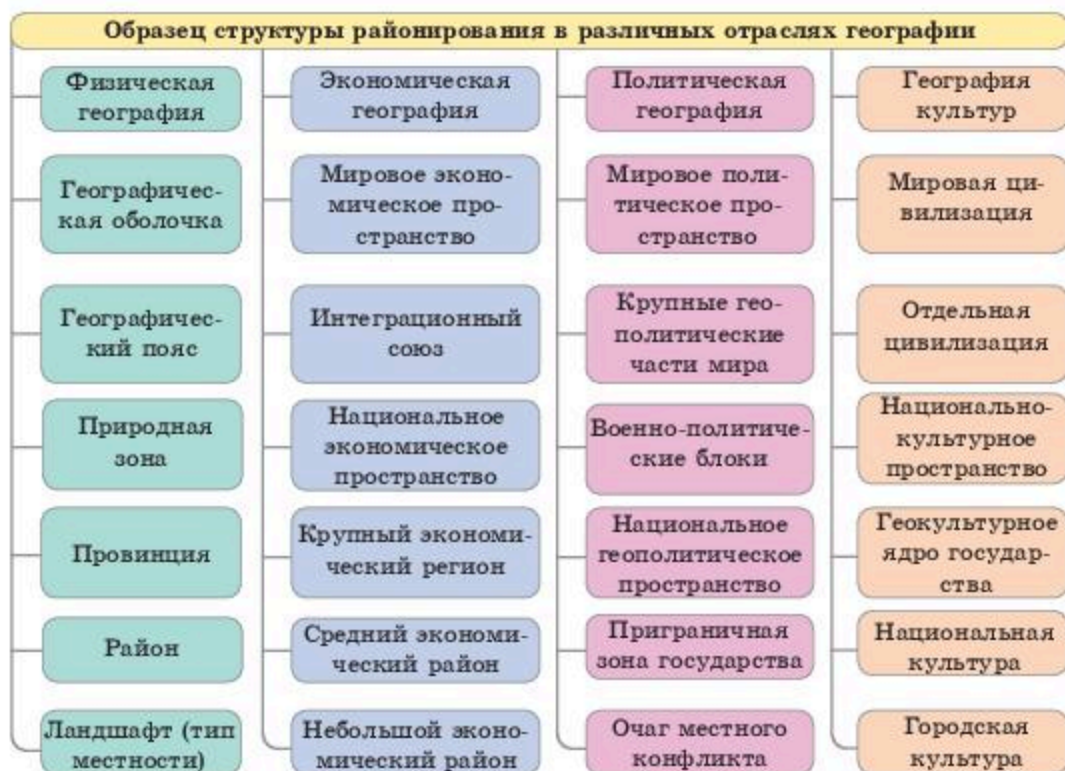 Образец структуры районирования в различных отраслях географии
Физическая
география
Географичес-
кая оболочка
Географичес-
кий пояс
Природная
зона
Провинция
Район
Ландшафт (тип
местности)
Экономическая
география
Мировое эконо-
мическое про-
странство
Интеграционный
союз
Национальное
экономическое
пространство
Крупный экономи-
ческий регион
Средний экономи-
ческий район
Небольшой эконо-
мический район
Политическая
география
Мировое поли-
тическое про-
странство
Крупные гео-
политические
части мира
Военно-политиче-
ские блоки
Национальное
геополитическое
пространство
Приграничная
зона государства
Очаг местного
конфликта
География
культур
Мировая ци-
вилизация
Отдельная
цивилизация
Национально-
культурное
пространство
Геокультурное
ядро государ-
ства
Национальная
культура
Городская
культура